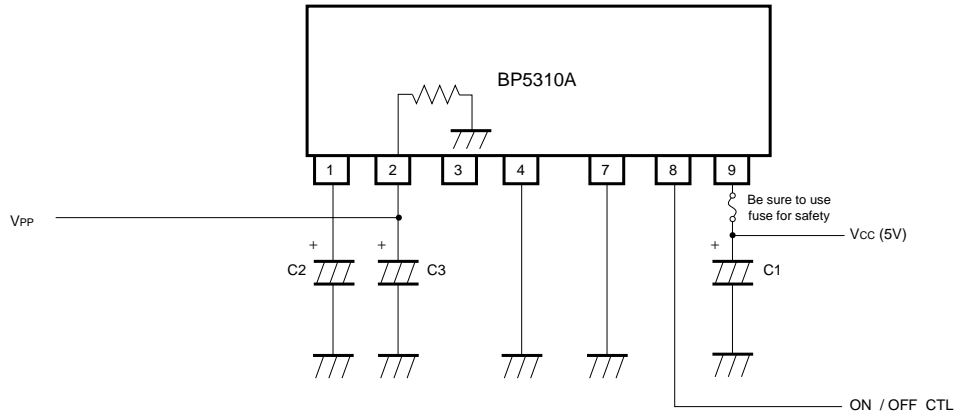 BP5310A
1 2 3 4 7 8 9
Be sure to use
fuse for safety
VPP
VCC (5V)
+ + +
C2 C3 C1
ON / OFF CTL